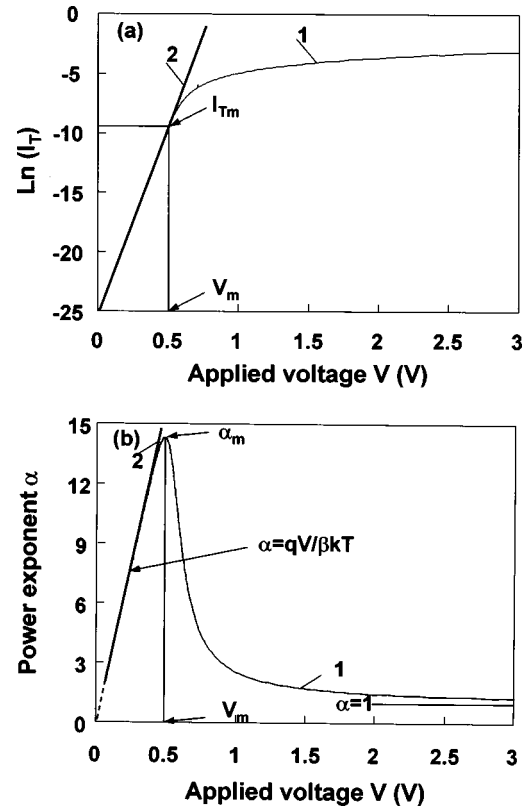 (a)
0
-5
-10
-15
-20
-25
Ln (I_T)
2
1
I_Tm
V_m
0 0.5 1 1.5 2 2.5 3
Applied voltage V (V)
(b)
15
12
9
6
3
0
Power exponent α
2
α_m
α=qV/βkT
1
α=1
V_m
0 0.5 1 1.5 2 2.5 3
Applied voltage V (V)